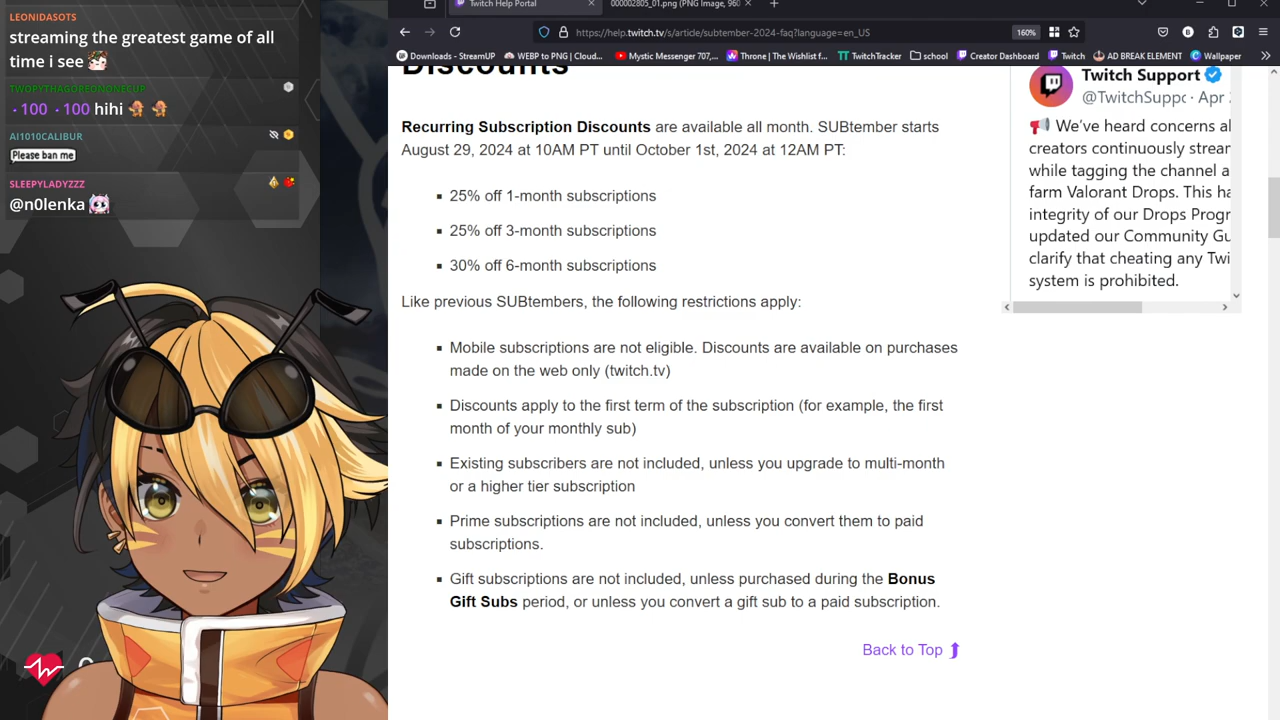 LEONIDASOTS
streaming the greatest game of all
time i see
TWOPYTHAGOREONONECUP
- 100 - 100 hihi
AI1010CALIBUR
Please ban me
SLEEPYLADYZZZ
@n0lenka
Twitch Help Portal
000002805_01.png (PNG Image, 960
https://help.twitch.tv/s/article/subtember-2024-faq?language=en_US
160%
Downloads - StreamUP
WEBP to PNG | Cloud...
Mystic Messenger 707,...
Throne | The Wishlist f...
TwitchTracker
school
Creator Dashboard
Twitch
AD BREAK ELEMENT
Wallpaper
Discounts
Recurring Subscription Discounts are available all month. SUBtember starts
August 29, 2024 at 10AM PT until October 1st, 2024 at 12AM PT:
25% off 1-month subscriptions
25% off 3-month subscriptions
30% off 6-month subscriptions
Like previous SUBtembers, the following restrictions apply:
Mobile subscriptions are not eligible. Discounts are available on purchases
made on the web only (twitch.tv)
Discounts apply to the first term of the subscription (for example, the first
month of your monthly sub)
Existing subscribers are not included, unless you upgrade to multi-month
or a higher tier subscription
Prime subscriptions are not included, unless you convert them to paid
subscriptions.
Gift subscriptions are not included, unless purchased during the Bonus
Gift Subs period, or unless you convert a gift sub to a paid subscription.
Back to Top
Twitch Support
@TwitchSuppc · Apr
We've heard concerns al
creators continuously strear
while tagging the channel a
farm Valorant Drops. This ha
integrity of our Drops Progr
updated our Community Gu
clarify that cheating any Twi
system is prohibited.